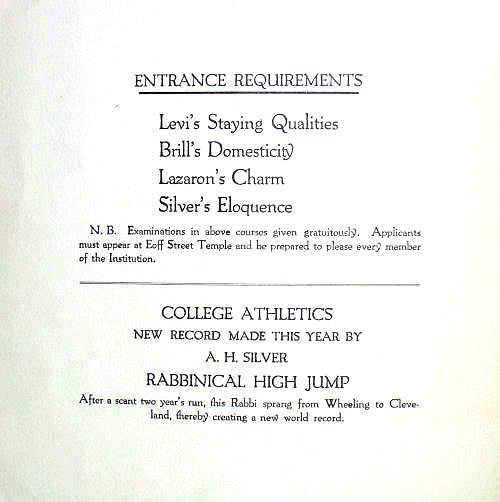 ENTRANCE REQUIREMENTS
Levi's Staying Qualities
Brill's Domesticity
Lazaron's Charm
Silver's Eloquence
N. B. Examinations in above courses given gratuitously. Applicants
must appear at Eoff Street Temple and be prepared to please every member
of the Institution.
COLLEGE ATHLETICS
NEW RECORD MADE THIS YEAR BY
A. H. SILVER
RABBINICAL HIGH JUMP
After a scant two year's run, this Rabbi sprang from Wheeling to Cleve-
land, thereby creating a new world record.